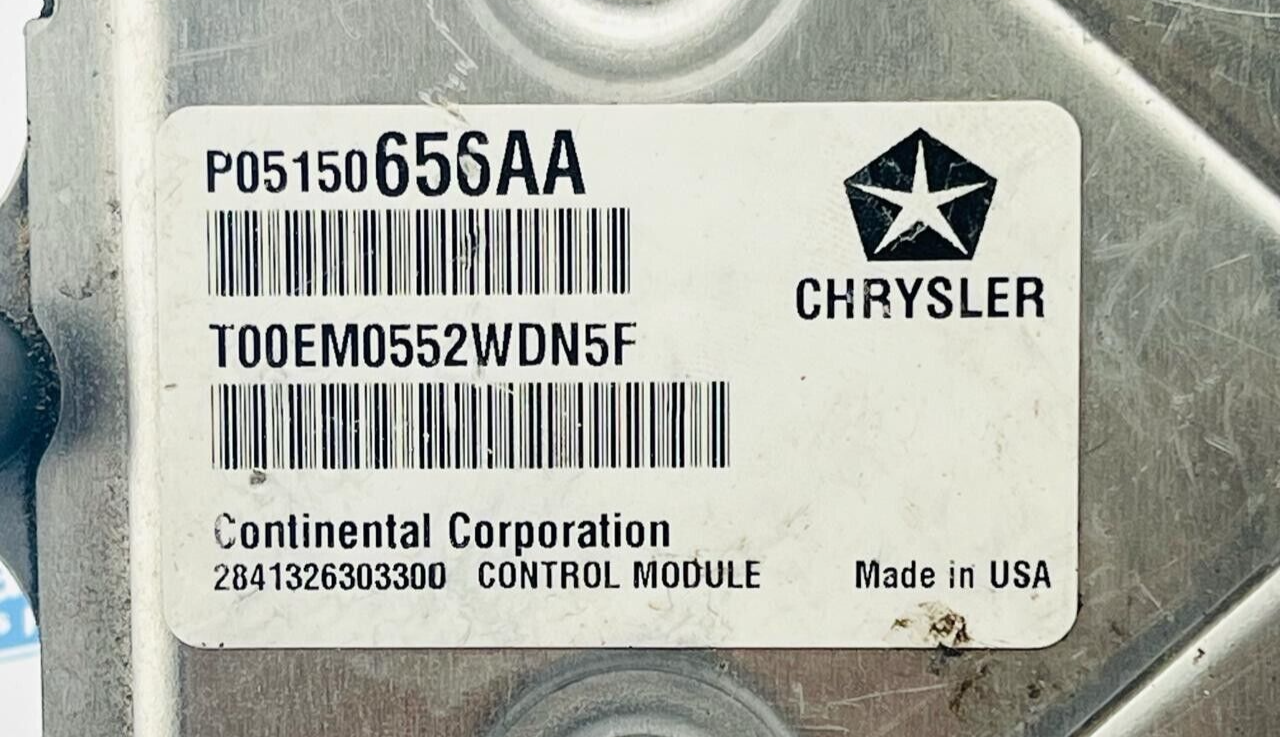 P05150656AA
CHRYSLER
T00EM0552WDN5F
Continental Corporation
2841326303300 CONTROL MODULE Made in USA